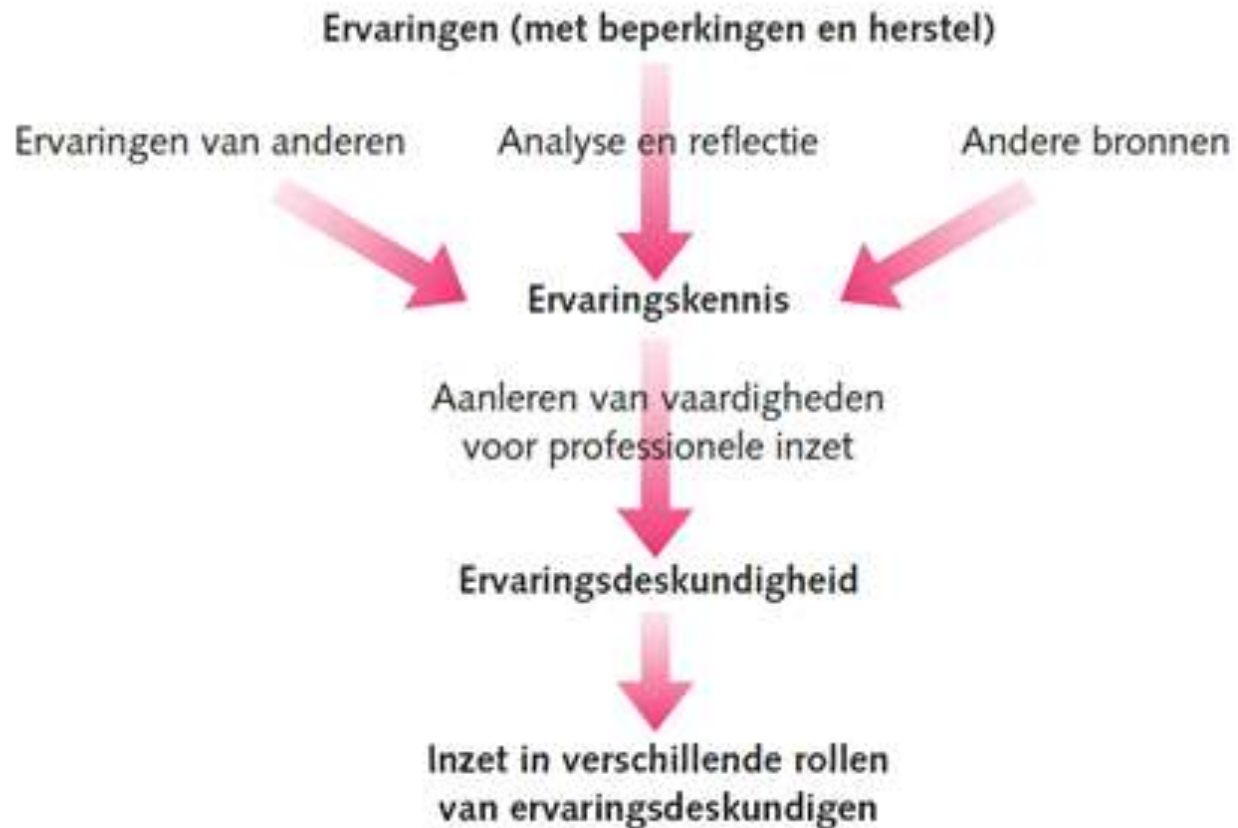 Ervaringen (met beperkingen en herstel)
Ervaringen van anderen
Analyse en reflectie
Andere bronnen
Ervaringskennis
Aanleren van vaardigheden
voor professionele inzet
Ervaringsdeskundigheid
Inzet in verschillende rollen
van ervaringsdeskundigen